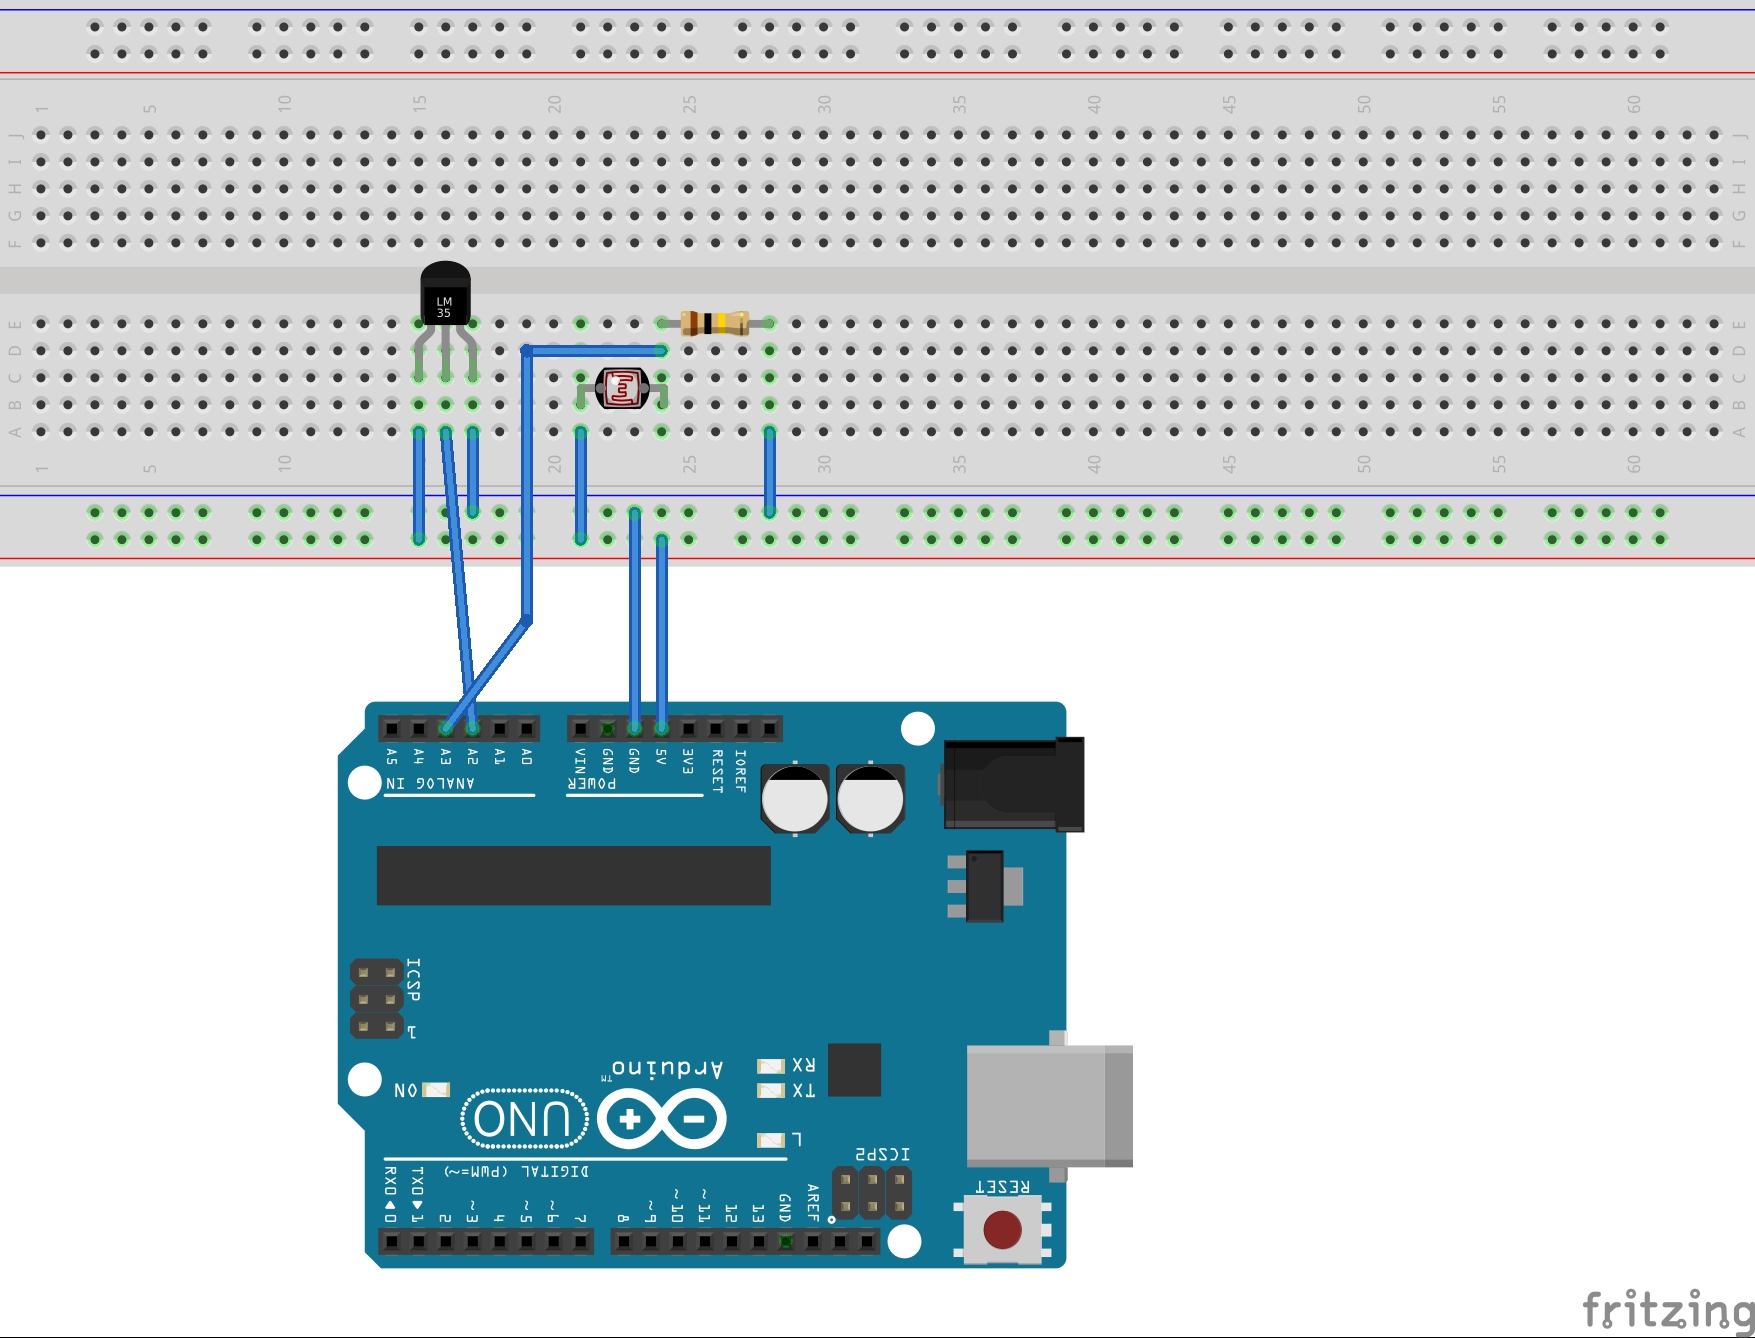 1 5 10 15 20 25 30 35 40 45 50 55 60
J J
I I
H H
G G
F F
LM
35
E E
D D
C C
B B
A A
1 5 10 15 20 25 30 35 40 45 50 55 60
A5 A4 A3 A2 A1 A0 VIN GND GND 5V 3V3 RESET IOREF
ANALOG IN POWER
ICSP
1
Arduino
TM
RX
TX
ON
UNO
L
ICSP2
DIGITAL (PWM=~)
RESET
RX0◀0 TX0▶1 2 ~3 4 ~5 ~6 7 8 ~9 ~10 ~11 12 13 GND AREF
fritzing